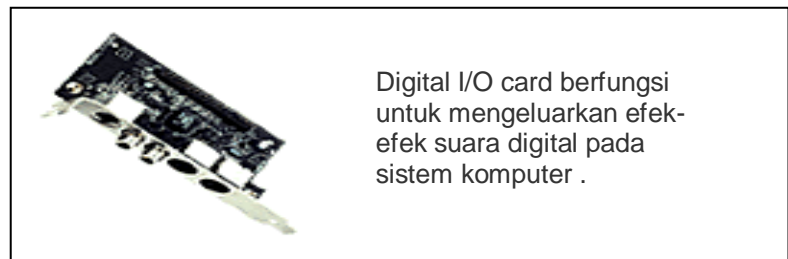 Digital I/O card berfungsi
untuk mengeluarkan efek-
efek suara digital pada
sistem komputer .